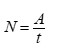 N = A/t